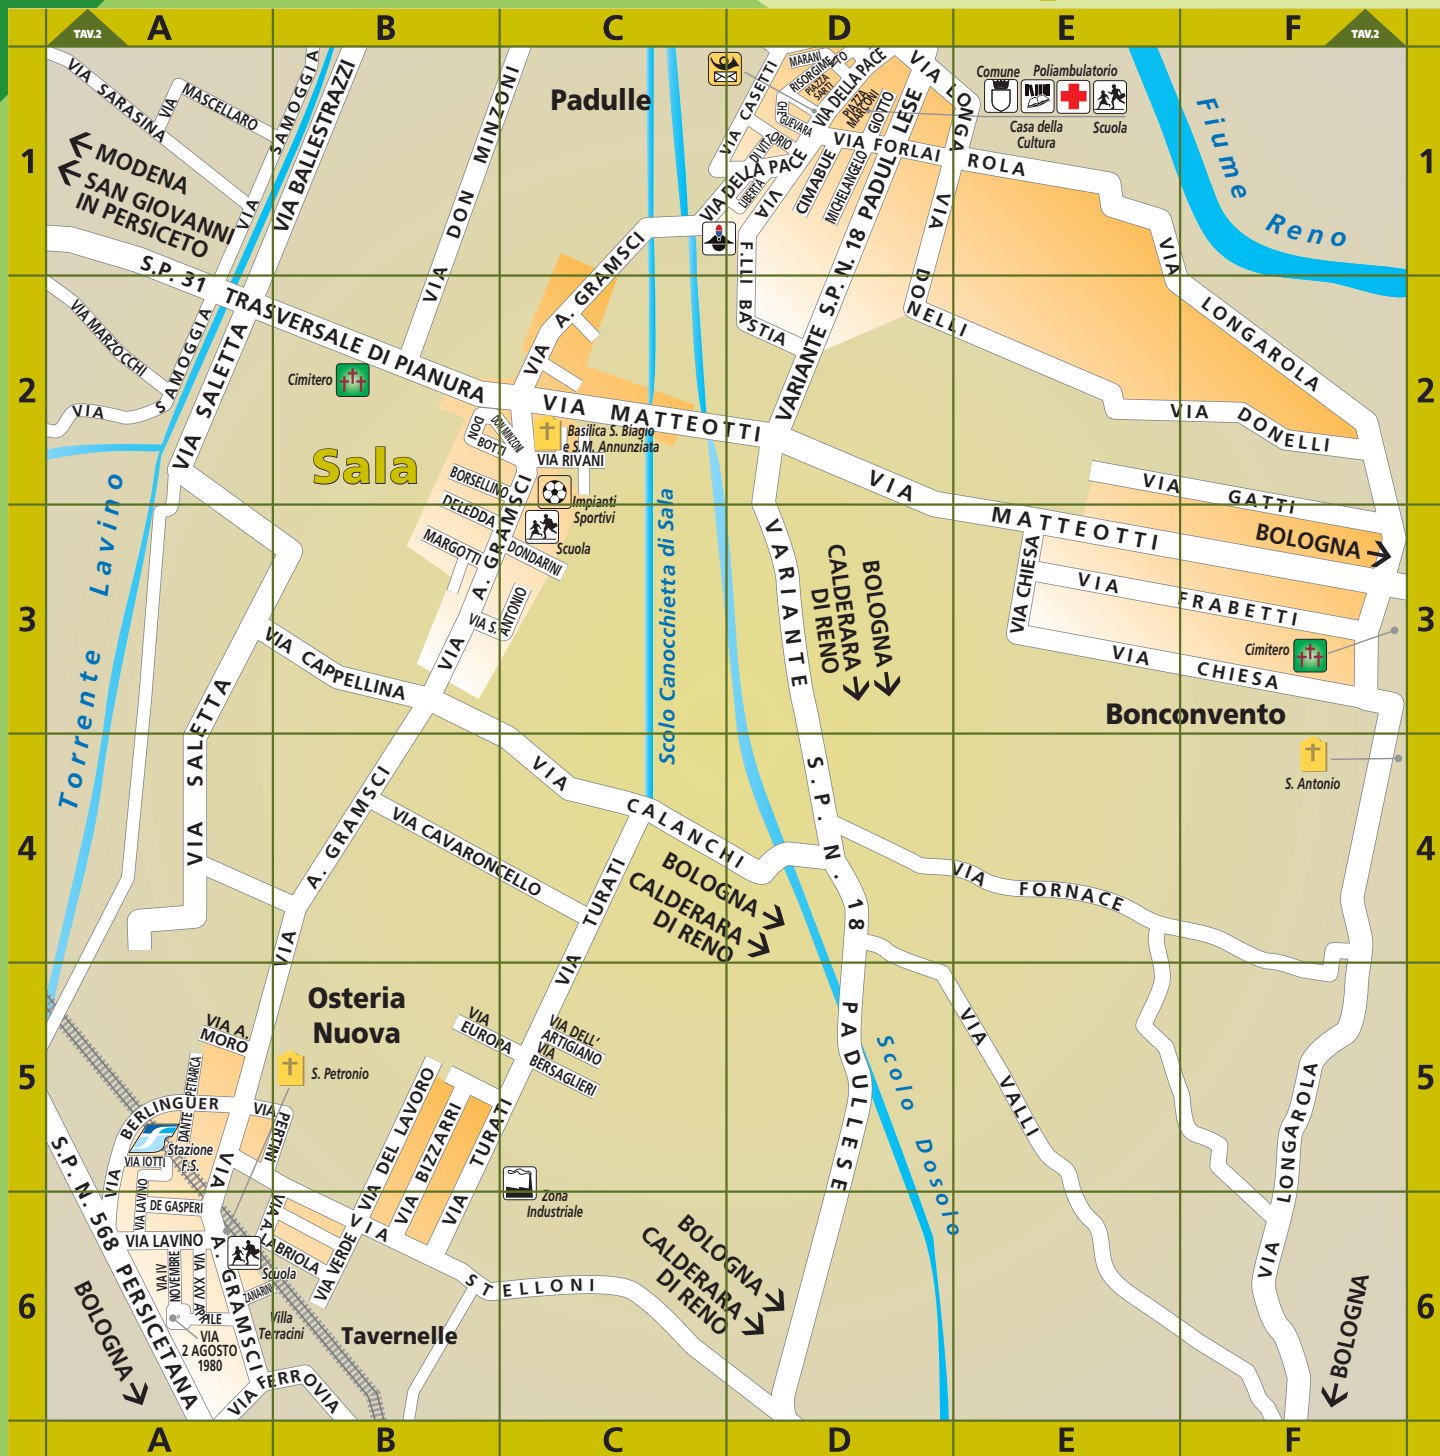 A
B
C
D
E
F
TAV.2
TAV.2
1
2
3
4
5
6
1
2
3
4
5
6
VIA SARASINA
VIA MASCELLARO
VIA SAMOGGIA
VIA BALLESTRAZZI
VIA DON MINZONI
Padulle
VIA CASETTI
MARANI
PIAZZA
SARTI
VIA DELLA PACE
PIAZZA
MARCONI
GIOTTO
CHE
GUEVARA
DI VITTORIO
VIA DELLA PACE
LIBERTÀ
VIA
CIMABUE
MICHELANGELO
VIA FORLAI
VIA LONGA
ROLA
Comune
Poliambulatorio
Casa della
Cultura
Scuola
Fiume Reno
MODENA
SAN GIOVANNI
IN PERSICETO
S.P. 31
TRASVERSALE DI PIANURA
VIA MARZOCCHI
VIA SAMOGGIA
VIA SALETTA
Cimitero
VIA A. GRAMSCI
F.LLI BASTIA
VARIANTE S.P. N. 18 PADULLESE
VIA DONELLI
VIA
LONGAROLA
VIA DONELLI
VIA MATTEOTTI
Basilica S. Biagio
e S.M. Annunziata
DON MINZONI
DON
BOTTI
VIA RIVANI
Sala
BORSELLINO
DELEDDA
MARGOTTI
Impianti
Sportivi
Scuola
DONDARINI
VIA S.
ANTONIO
VIA A. GRAMSCI
Torrente Lavino
Scolo Canocchietta di Sala
VIA
MATTEOTTI
VIA GATTI
BOLOGNA
VIA CHIESA
VIA FRABETTI
Cimitero
VIA CHIESA
Bonconvento
S. Antonio
VARIANTE S.P. N. 18 PADULLESE
BOLOGNA
CALDERARA
DI RENO
VIA CAPPELLINA
VIA SALETTA
VIA CALANCHI
VIA A. GRAMSCI
VIA CAVARONCELLO
VIA TURATI
BOLOGNA
CALDERARA
DI RENO
VIA FORNACE
Osteria
Nuova
VIA A.
MORO
S. Petronio
VIA
EUROPA
VIA DELL'
ARTIGIANO
VIA
BERSAGLIERI
PETRARCA
DANTE
VIA BERLINGUER
VIA PERTINI
Stazione
F.S.
VIA IOTTI
VIA LAVINO
DE GASPERI
VIA DEL LAVORO
VIA BIZZARRI
VIA TURATI
Zona
Industriale
Scolo Dosolo
VIA VALLI
VIA LONGAROLA
S.P. N. 568 PERSICETANA
VIA LAVINO
VIA IV
NOVEMBRE
VIA XXV APRILE
VIA
2 AGOSTO
1980
VIA A. GRAMSCI
VIA A. LABRIOLA
Scuola
ZANARINI
Villa
Terracini
VIA VERDE
VIA STELLONI
Tavernelle
VIA FERROVIA
BOLOGNA
BOLOGNA
CALDERARA
DI RENO
BOLOGNA
A
B
C
D
E
F